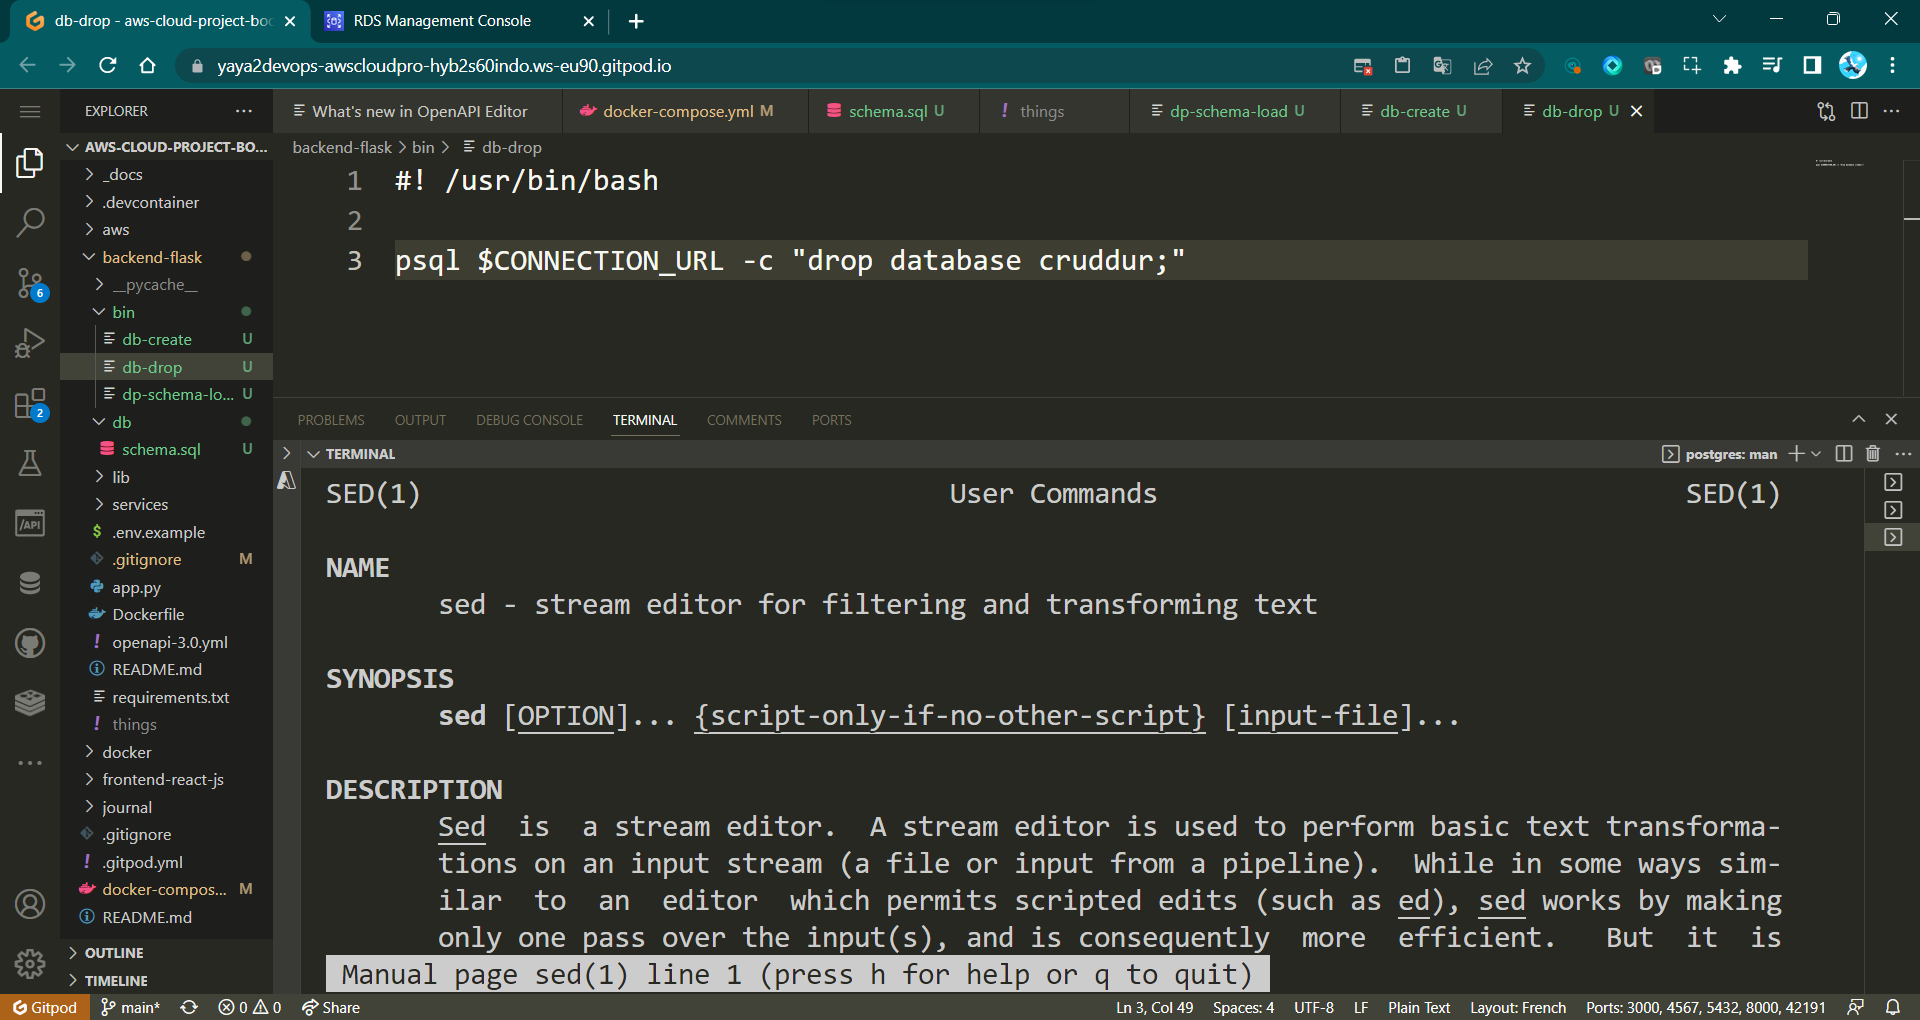 db-drop - aws-cloud-project-boo
RDS Management Console
yaya2devops-awscloudpro-hyb2s60indo.ws-eu90.gitpod.io
EXPLORER
What's new in OpenAPI Editor
docker-compose.yml M
schema.sql U
! things
dp-schema-load U
db-create U
db-drop U
AWS-CLOUD-PROJECT-BO...
_docs
.devcontainer
aws
backend-flask
__pycache__
bin
db-create U
db-drop U
dp-schema-lo... U
db
schema.sql U
lib
services
$ .env.example
.gitignore M
app.py
Dockerfile
! openapi-3.0.yml
README.md
requirements.txt
! things
docker
frontend-react-js
journal
.gitignore
! .gitpod.yml
docker-compos... M
README.md
OUTLINE
TIMELINE
6
2
/API
backend-flask > bin > db-drop
1 #! /usr/bin/bash
2
3 psql $CONNECTION_URL -c "drop database cruddur;"
PROBLEMS OUTPUT DEBUG CONSOLE TERMINAL COMMENTS PORTS
TERMINAL
postgres: man
SED(1) User Commands SED(1)
NAME
sed - stream editor for filtering and transforming text
SYNOPSIS
sed [OPTION]... {script-only-if-no-other-script} [input-file]...
DESCRIPTION
Sed is a stream editor. A stream editor is used to perform basic text transforma-
tions on an input stream (a file or input from a pipeline). While in some ways sim-
ilar to an editor which permits scripted edits (such as ed), sed works by making
only one pass over the input(s), and is consequently more efficient. But it is
Manual page sed(1) line 1 (press h for help or q to quit)
Gitpod main* 0 0 Share
Ln 3, Col 49 Spaces: 4 UTF-8 LF Plain Text Layout: French Ports: 3000, 4567, 5432, 8000, 42191